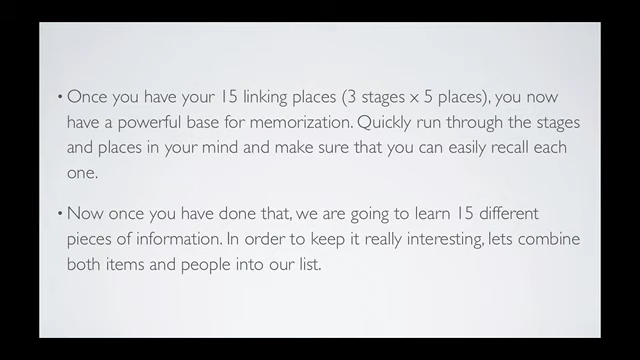 • Once you have your 15 linking places (3 stages x 5 places), you now
have a powerful base for memorization. Quickly run through the stages
and places in your mind and make sure that you can easily recall each
one.
• Now once you have done that, we are going to learn 15 different
pieces of information. In order to keep it really interesting, lets combine
both items and people into our list.